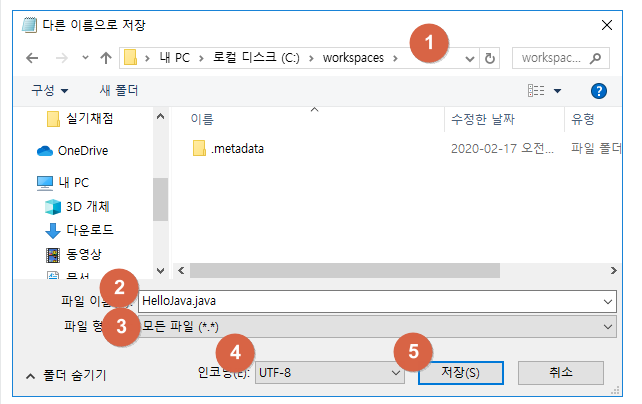 다른 이름으로 저장
내 PC > 로컬 디스크 (C:) > workspaces >
1
workspac...
구성
새 폴더
이름
수정한 날짜
유형
실기채점
.metadata
2020-02-17 오전...
파일 폴더
OneDrive
내 PC
3D 개체
다운로드
동영상
문서
2
파일 이름(N):
HelloJava.java
파일 형
3
모든 파일 (*.*)
4
5
폴더 숨기기
인코딩(E):
UTF-8
저장(S)
취소